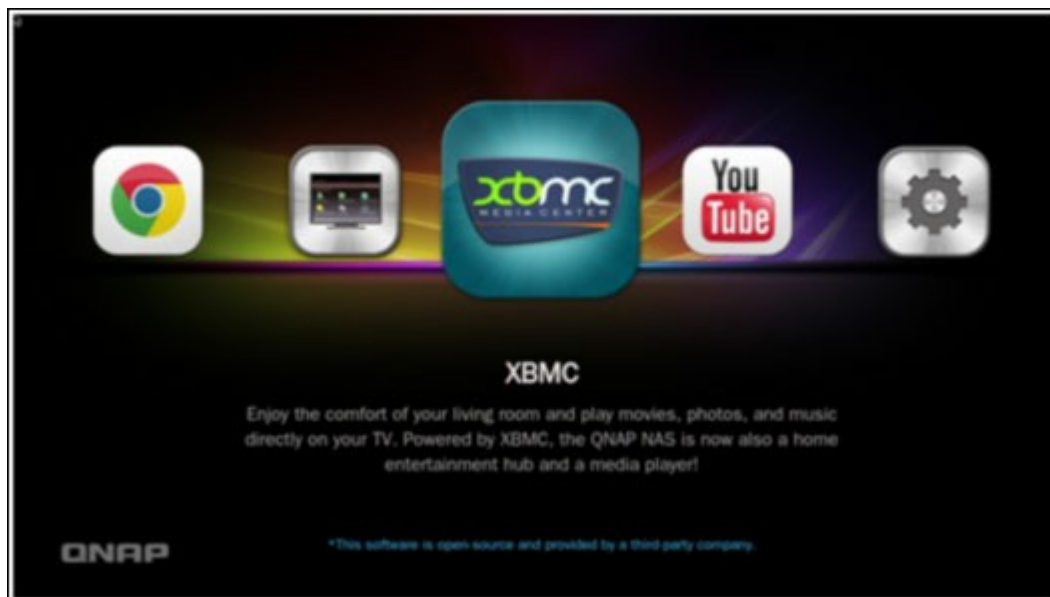 xbmc
MEDIA CENTER
You
Tube
XBMC
Enjoy the comfort of your living room and play movies, photos, and music
directly on your TV. Powered by XBMC, the QNAP NAS is now also a home
entertainment hub and a media player!
*This software is open-source and provided by a third-party company.
QNAP